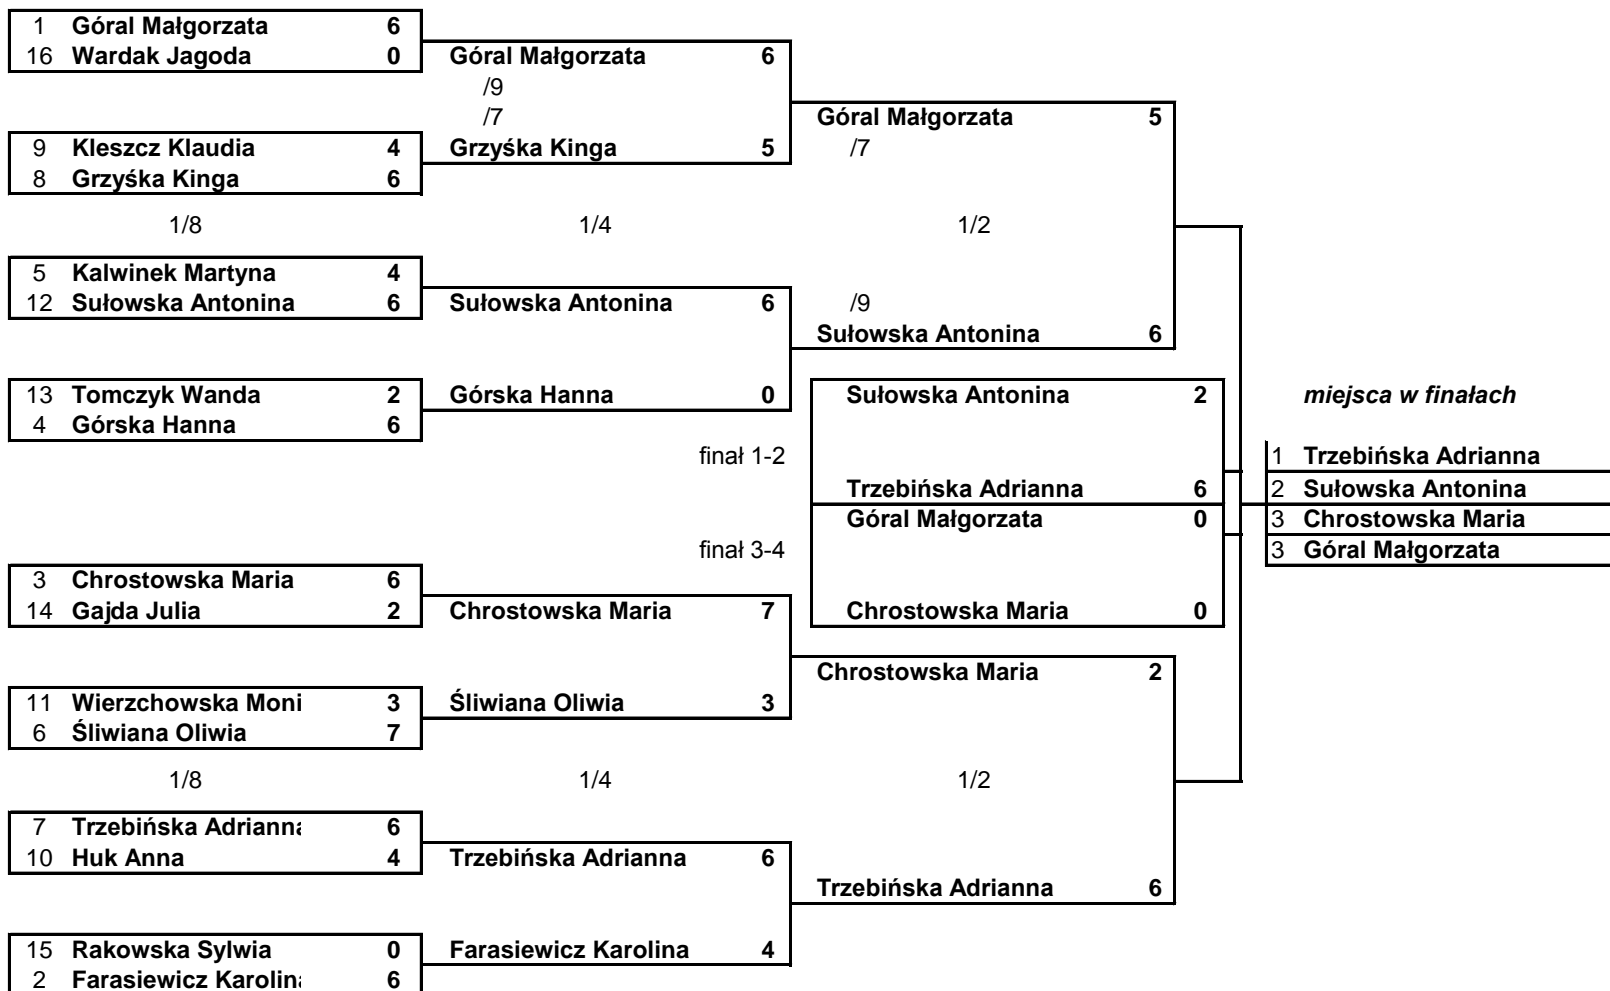 1 Góral Małgorzata 6
16 Wardak Jagoda 0
Góral Małgorzata 6
/9
/7
Góral Małgorzata 5
9 Kleszcz Klaudia 4
Grzyśka Kinga 5
/7
8 Grzyśka Kinga 6
1/8
1/4
1/2
5 Kalwinek Martyna 4
12 Sułowska Antonina 6
Sułowska Antonina 6
/9
Sułowska Antonina 6
13 Tomczyk Wanda 2
Górska Hanna 0
Sułowska Antonina 2
miejsca w finałach
4 Górska Hanna 6
finał 1-2
1 Trzebińska Adrianna
Trzebińska Adrianna 6
2 Sułowska Antonina
Góral Małgorzata 0
3 Chrostowska Maria
finał 3-4
3 Góral Małgorzata
3 Chrostowska Maria 6
14 Gajda Julia 2
Chrostowska Maria 7
Chrostowska Maria 0
Chrostowska Maria 2
11 Wierzchowska Moni 3
Śliwiana Oliwia 3
6 Śliwiana Oliwia 7
1/8
1/4
1/2
7 Trzebińska Adrianna 6
10 Huk Anna 4
Trzebińska Adrianna 6
Trzebińska Adrianna 6
15 Rakowska Sylwia 0
Farasiewicz Karolina 4
2 Farasiewicz Karolina 6